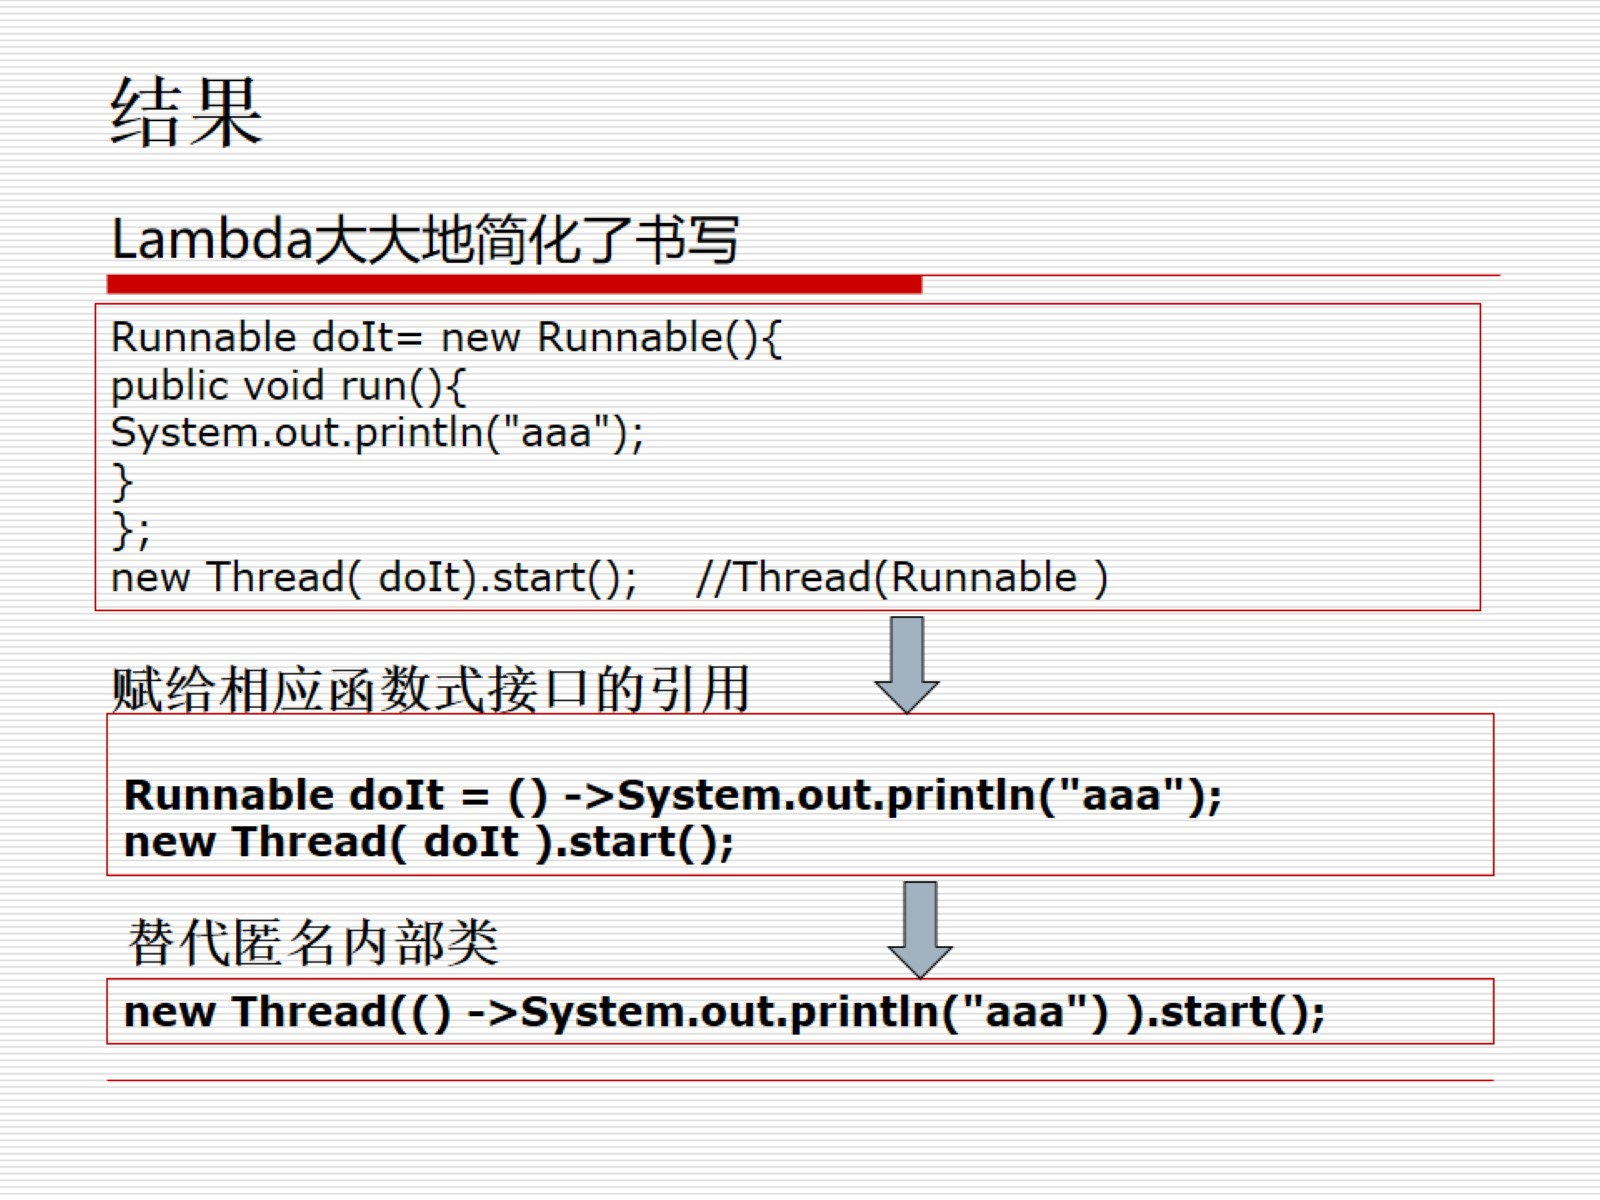 结果
Lambda大大地简化了书写
Runnable doIt= new Runnable(){
public void run(){
System.out.println("aaa");
}
};
new Thread( doIt).start();    //Thread(Runnable )
赋给相应函数式接口的引用
Runnable doIt = () ->System.out.println("aaa");
new Thread( doIt ).start();
替代匿名内部类
new Thread(() ->System.out.println("aaa") ).start();